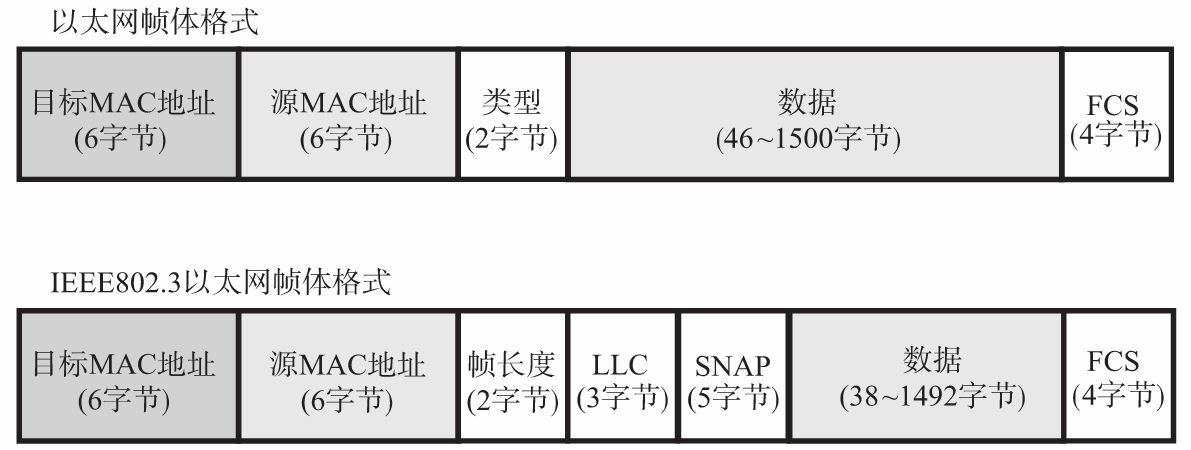 以太网帧体格式
目标MAC地址 源MAC地址 类型 数据 FCS
(6字节) (6字节) (2字节) (46~1500字节) (4字节)
IEEE802.3以太网帧体格式
目标MAC地址 源MAC地址 帧长度 LLC SNAP 数据 FCS
(6字节) (6字节) (2字节) (3字节) (5字节) (38~1492字节) (4字节)